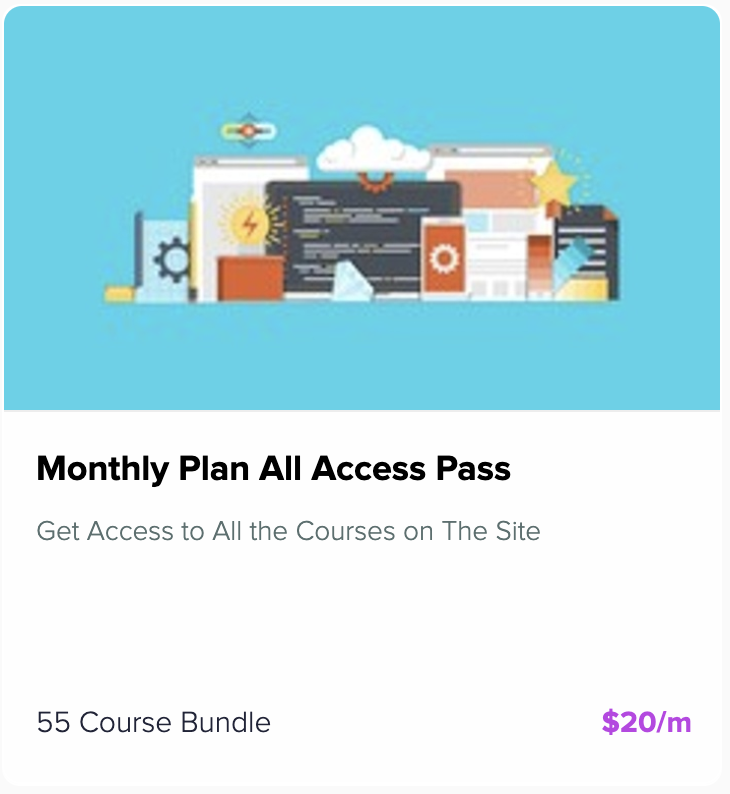 Monthly Plan All Access Pass
Get Access to All the Courses on The Site
55 Course Bundle
$20/m